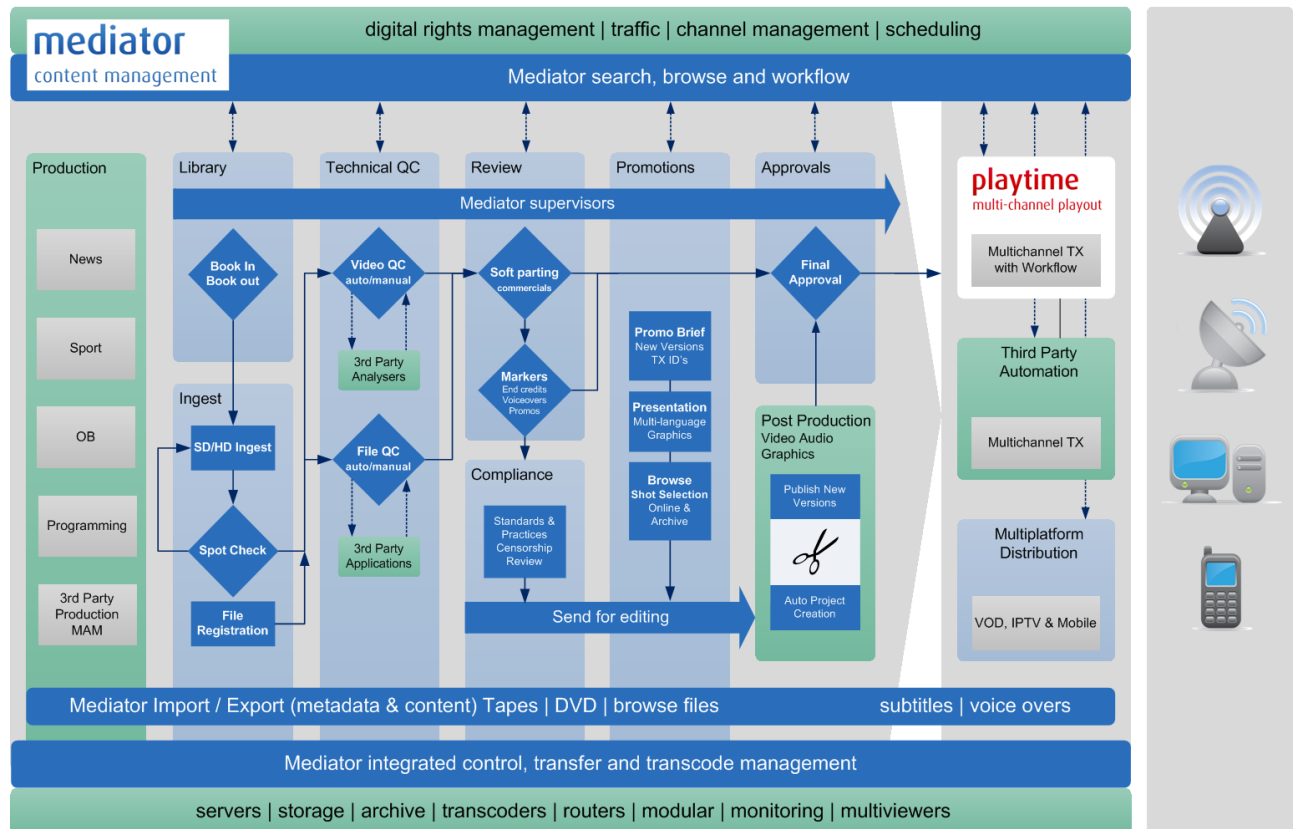 digital rights management | traffic | channel management | scheduling
mediator
content management
Mediator search, browse and workflow
Production
News
Sport
OB
Programming
3rd Party
Production
MAM
Library
Mediator supervisors
Book In
Book out
Ingest
SD/HD Ingest
Spot Check
File
Registration
Technical QC
Video QC
auto/manual
3rd Party
Analysers
File QC
auto/manual
3rd Party
Applications
Review
Soft parting
commercials
Markers
End credits
Voiceovers
Promos
Compliance
Standards &
Practices
Censorship
Review
Send for editing
Promotions
Promo Brief
New Versions
TX ID's
Presentation
Multi-language
Graphics
Browse
Shot Selection
Online &
Archive
Approvals
Final
Approval
Post Production
Video Audio
Graphics
Publish New
Versions
Auto Project
Creation
playtime
multi-channel playout
Multichannel TX
with Workflow
Third Party
Automation
Multichannel TX
Multiplatform
Distribution
VOD, IPTV & Mobile
Mediator Import / Export (metadata & content) Tapes | DVD | browse files
subtitles | voice overs
Mediator integrated control, transfer and transcode management
servers | storage | archive | transcoders | routers | modular | monitoring | multiviewers